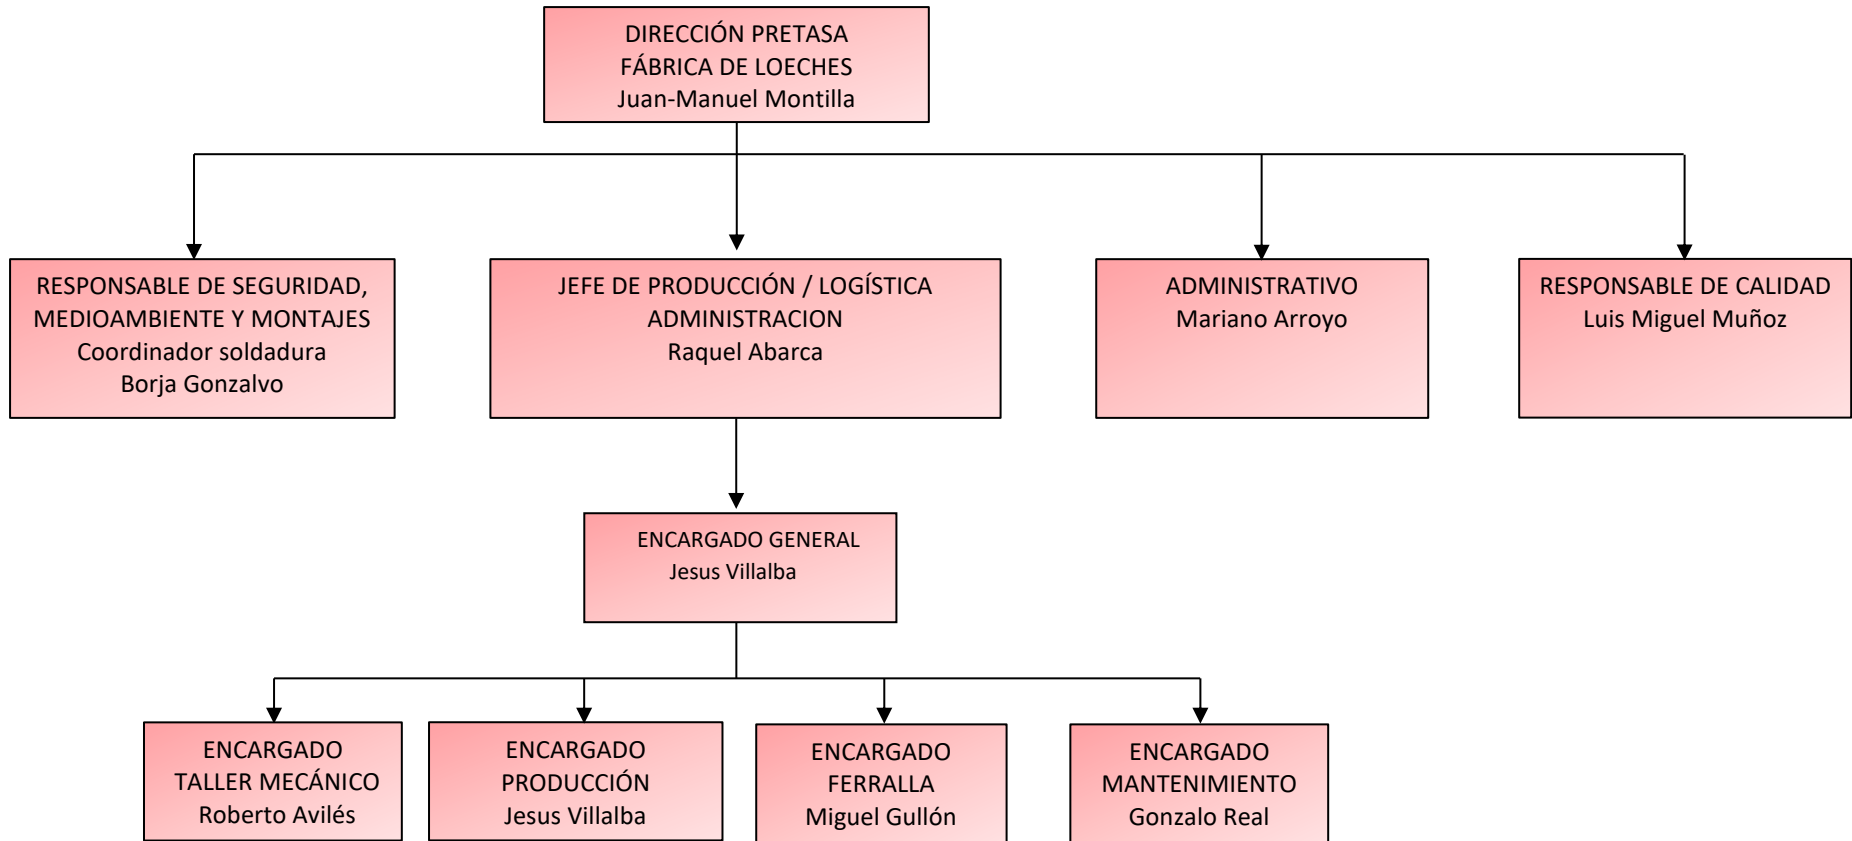 DIRECCIÓN PRETASA
FÁBRICA DE LOECHES
Juan-Manuel Montilla
RESPONSABLE DE SEGURIDAD,
MEDIOAMBIENTE Y MONTAJES
Coordinador soldadura
Borja Gonzalvo
JEFE DE PRODUCCIÓN / LOGÍSTICA
ADMINISTRACION
Raquel Abarca
ADMINISTRATIVO
Mariano Arroyo
RESPONSABLE DE CALIDAD
Luis Miguel Muñoz
ENCARGADO GENERAL
Jesus Villalba
ENCARGADO
TALLER MECÁNICO
Roberto Avilés
ENCARGADO
PRODUCCIÓN
Jesus Villalba
ENCARGADO
FERRALLA
Miguel Gullón
ENCARGADO
MANTENIMIENTO
Gonzalo Real